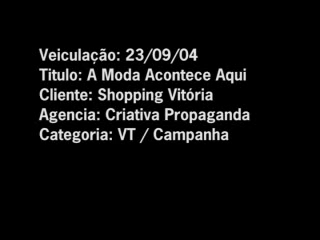 Veiculação: 23/09/04
Titulo: A Moda Acontece Aqui
Cliente: Shopping Vitória
Agencia: Criativa Propaganda
Categoria: VT / Campanha